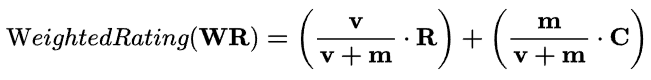 WeightedRating(WR) = (v / (v + m) · R) + (m / (v + m) · C)